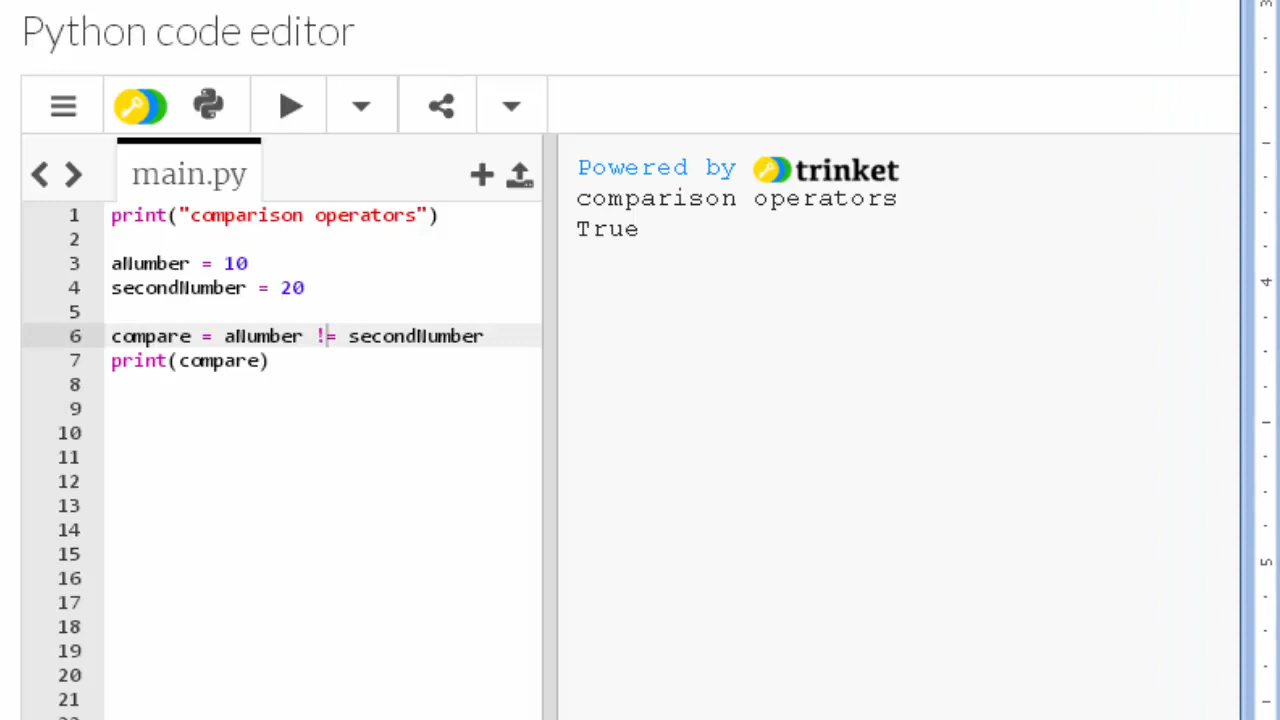 Python code editor
main.py
1 print("comparison operators")
2
3 aNumber = 10
4 secondNumber = 20
5
6 compare = aNumber != secondNumber
7 print(compare)
8
9
10
11
12
13
14
15
16
17
18
19
20
21
Powered by trinket
comparison operators
True
4
5